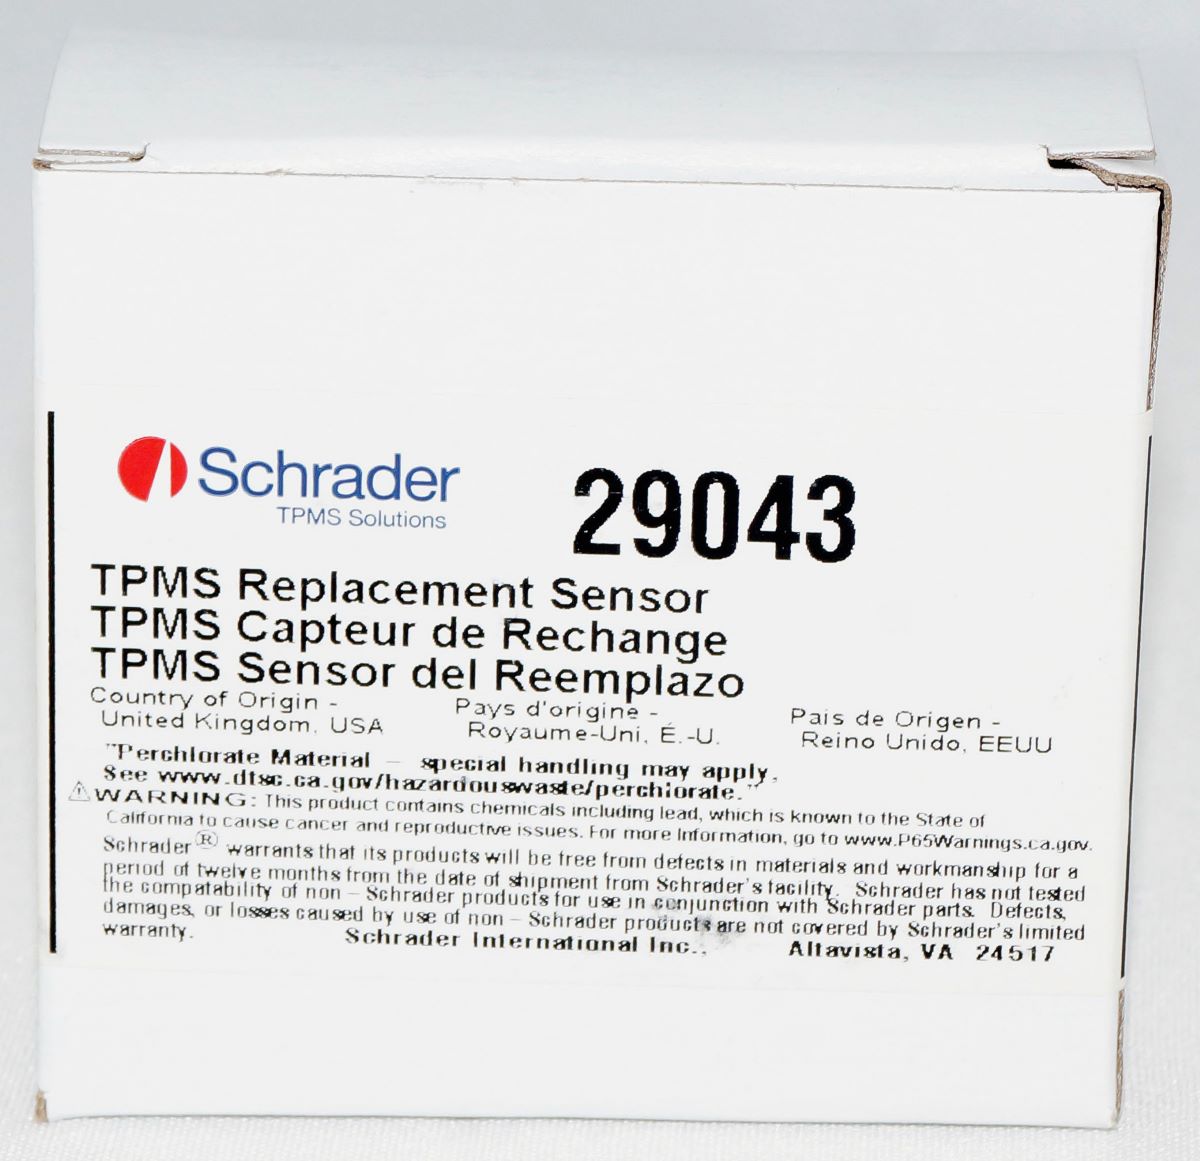 Schrader
TPMS Solutions
29043
TPMS Replacement Sensor
TPMS Capteur de Rechange
TPMS Sensor del Reemplazo
Country of Origin - Pays d'origine - Pais de Origen -
United Kingdom, USA Royaume-Uni, É.-U. Reino Unido, EEUU
"Perchlorate Material – special handling may apply.
See www.dtsc.ca.gov/hazardouswaste/perchlorate."
⚠WARNING: This product contains chemicals including lead, which is known to the State of
California to cause cancer and reproductive issues. For more Information, go to www.P65Warnings.ca.gov.
Schrader® warrants that its products will be free from defects in materials and workmanship for a
period of twelve months from the date of shipment from Schrader's facility. Schrader has not tested
the compatability of non – Schrader products for use in conjunction with Schrader parts. Defects,
damages, or losses caused by use of non – Schrader products are not covered by Schrader's limited
warranty. Schrader International Inc., Altavista, VA 24517